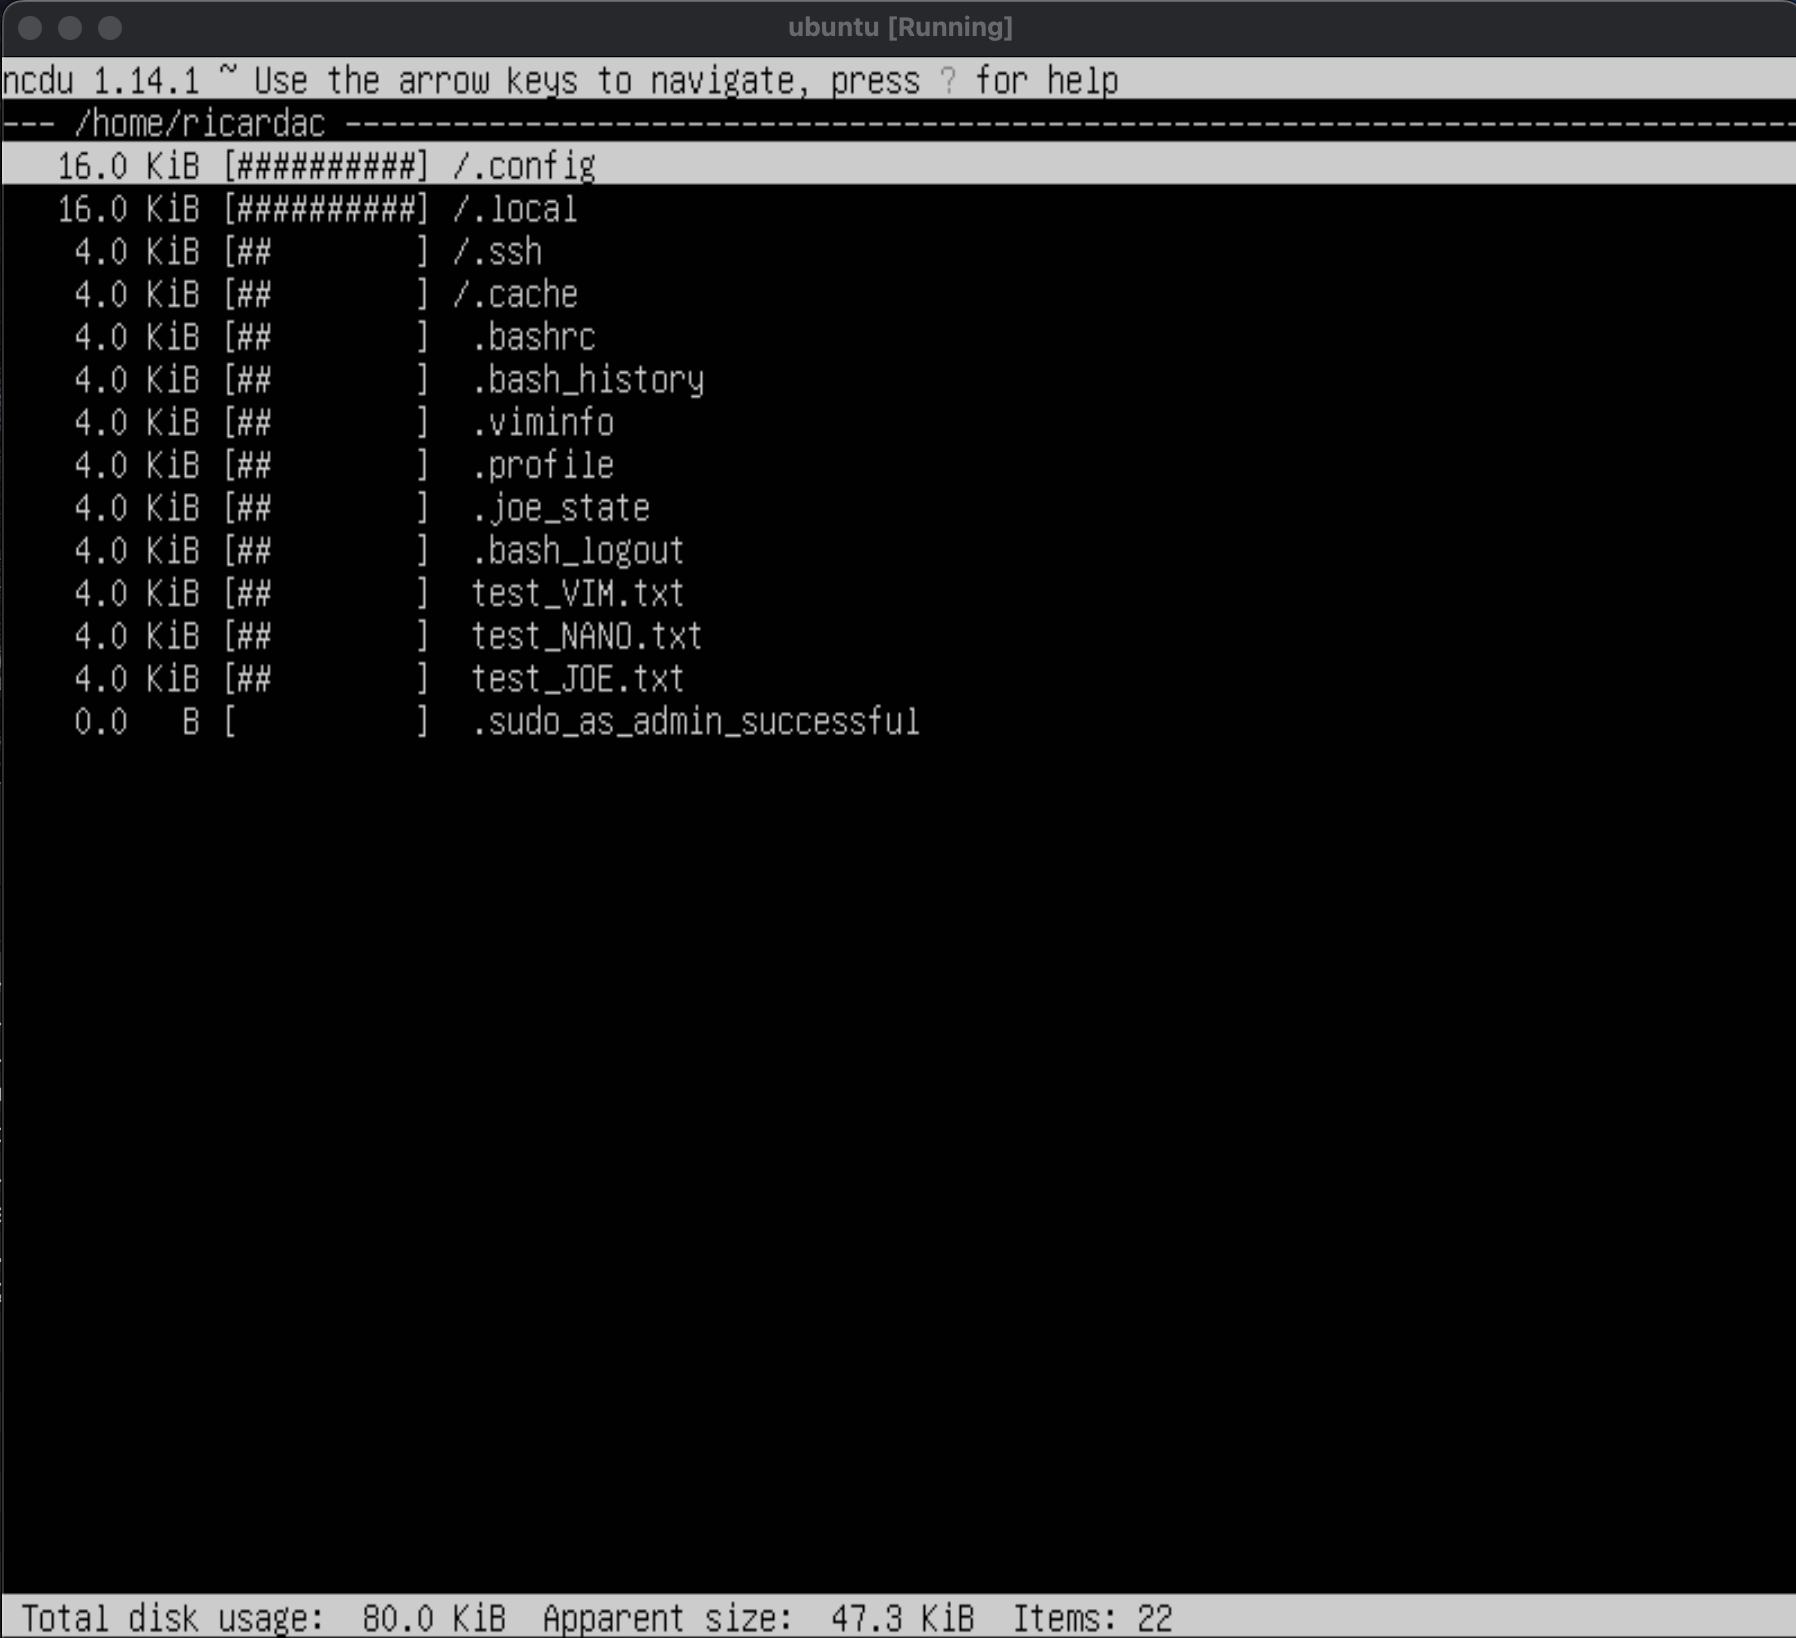 ubuntu [Running]
ncdu 1.14.1 ~ Use the arrow keys to navigate, press ? for help
--- /home/ricardac ---------------------------------------------------------------------------------
16.0 KiB [##########] /.config
16.0 KiB [##########] /.local
4.0 KiB [##        ] /.ssh
4.0 KiB [##        ] /.cache
4.0 KiB [##        ]  .bashrc
4.0 KiB [##        ]  .bash_history
4.0 KiB [##        ]  .viminfo
4.0 KiB [##        ]  .profile
4.0 KiB [##        ]  .joe_state
4.0 KiB [##        ]  .bash_logout
4.0 KiB [##        ]  test_VIM.txt
4.0 KiB [##        ]  test_NANO.txt
4.0 KiB [##        ]  test_JOE.txt
0.0   B [          ]  .sudo_as_admin_successful
Total disk usage:  80.0 KiB  Apparent size:  47.3 KiB  Items: 22